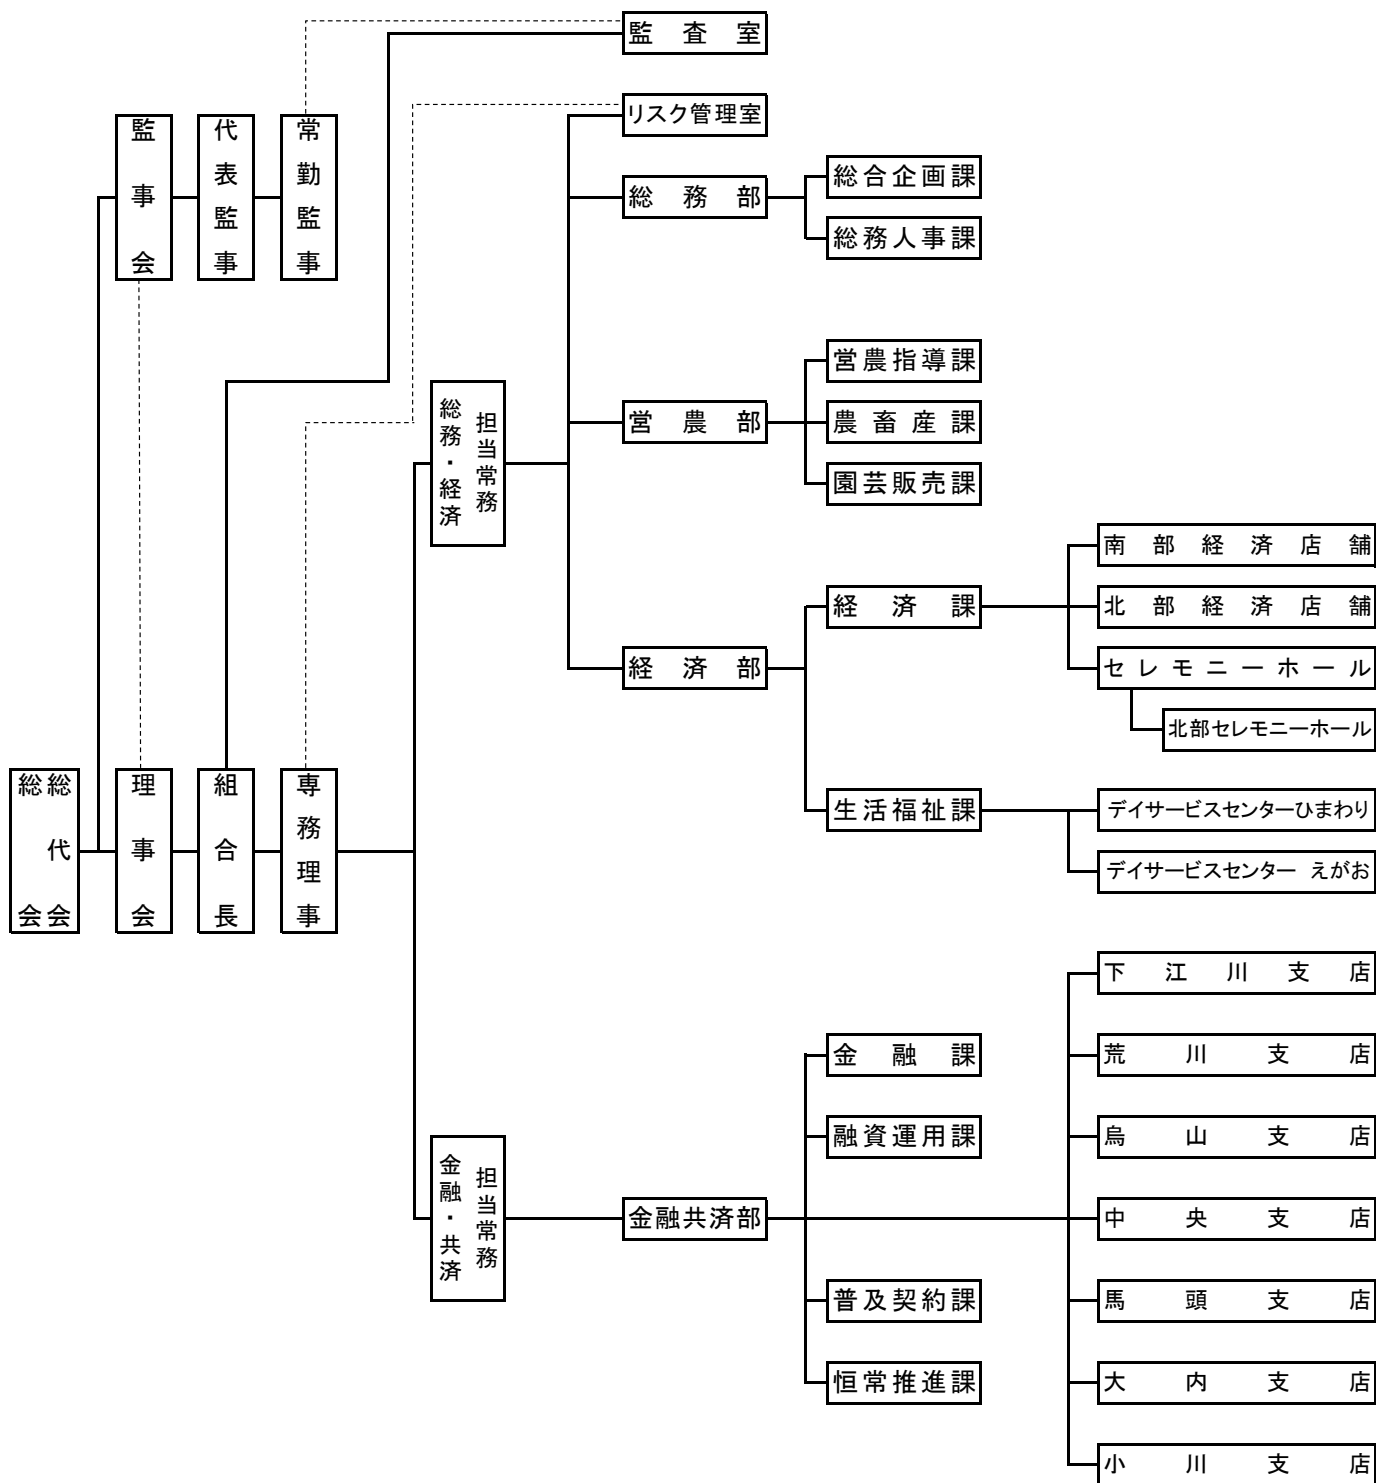 監査室
リスク管理室
監事会
代表監事
常勤監事
総務部
総合企画課
総務人事課
総務・経済
担当常務
営農部
営農指導課
農畜産課
園芸販売課
経済部
経済課
南部経済店舗
北部経済店舗
セレモニーホール
北部セレモニーホール
生活福祉課
デイサービスセンターひまわり
デイサービスセンター えがお
総会
総代会
理事会
組合長
専務理事
金融・共済
担当常務
金融共済部
金融課
融資運用課
普及契約課
恒常推進課
下江川支店
荒川支店
烏山支店
中央支店
馬頭支店
大内支店
小川支店